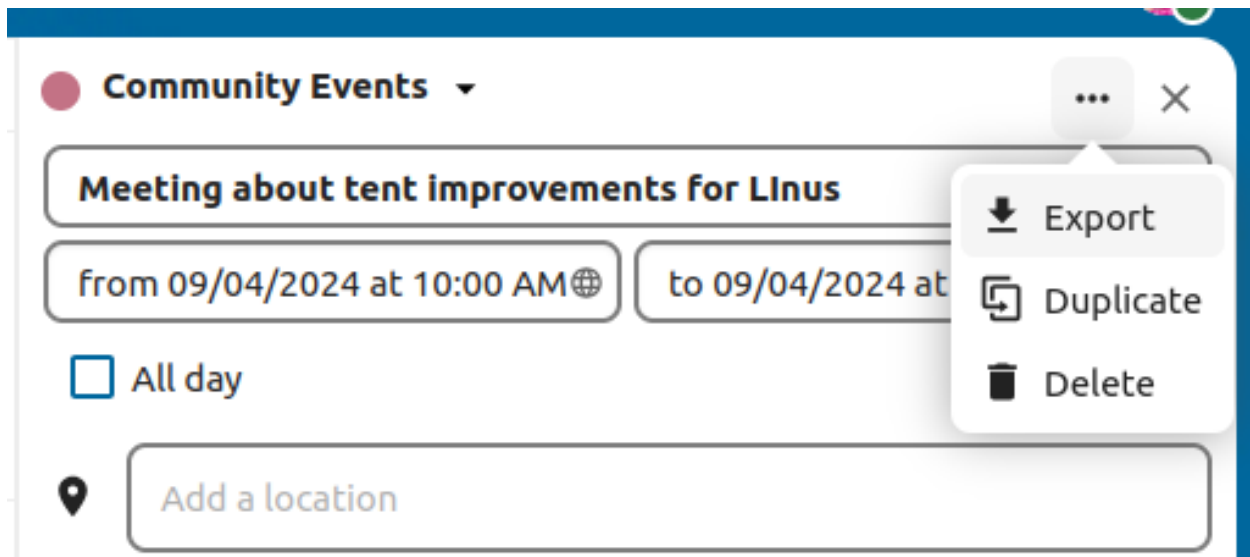 Community Events
Meeting about tent improvements for LInus
Export
from 09/04/2024 at 10:00 AM
to 09/04/2024 at
Duplicate
All day
Delete
Add a location